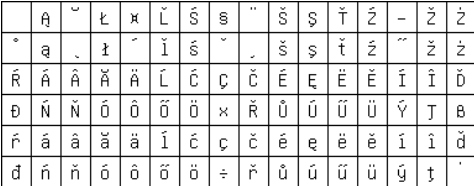 Ą ˘ Ł ¤ Ľ Ś § ¨ Š Ş Ť Ź – Ž Ż
° ą ˛ ł ´ ľ ś ˇ ¸ š ş ť ź ˝ ž ż
Ŕ Á Â Ă Ä Ĺ Ć Ç Č É Ę Ë Ě Í Î Ď
Đ Ń Ň Ó Ô Ő Ö × Ř Ů Ú Ű Ü Ý Ţ ß
ŕ á â ă ä ĺ ć ç č é ę ë ě í î ď
đ ń ň ó ô ő ö ÷ ř ů ú ű ü ý ţ ˙